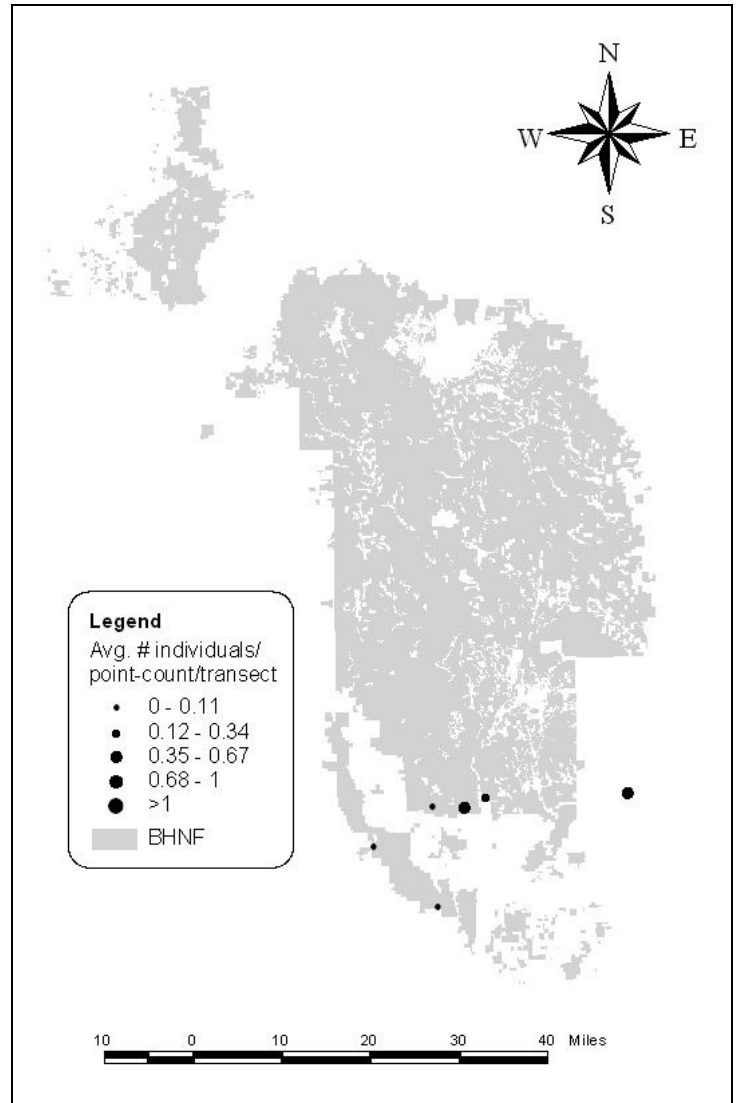 N
W E
S
Legend
Avg. # individuals/
point-count/transect
0 - 0.11
0.12 - 0.34
0.35 - 0.67
0.68 - 1
>1
BHNF
10 0 10 20 30 40 Miles